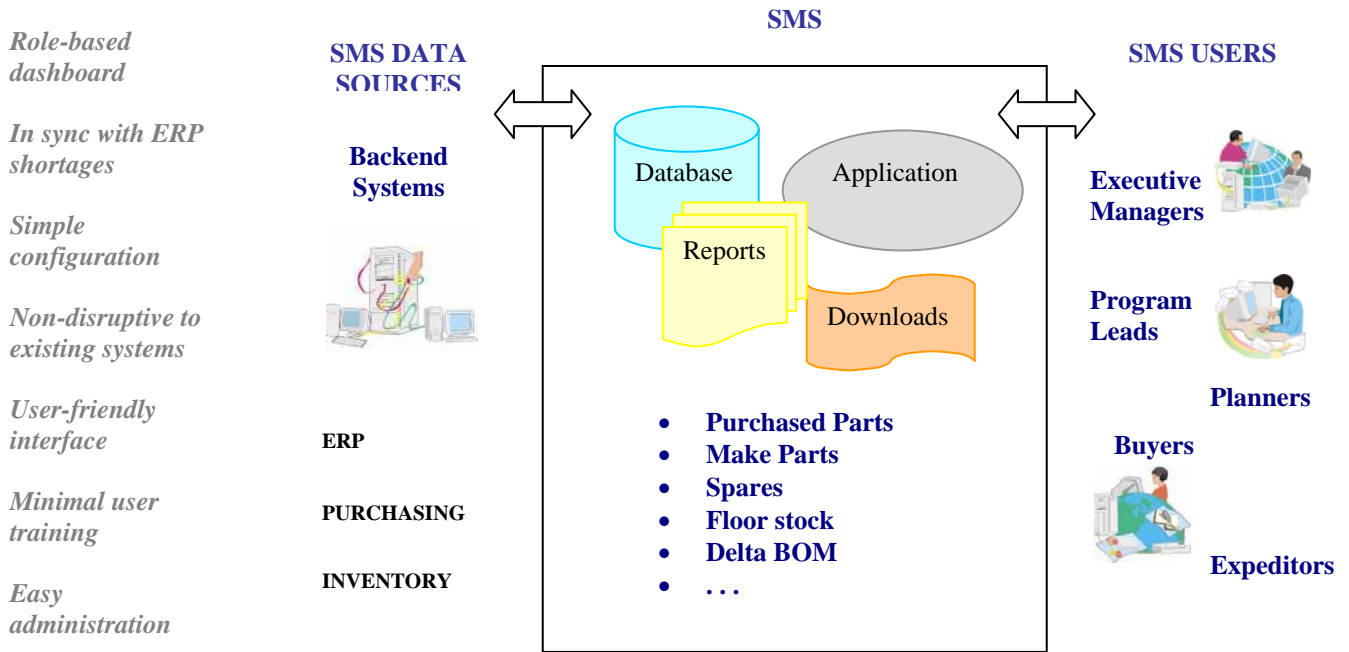 Role-based
dashboard
In sync with ERP
shortages
Simple
configuration
Non-disruptive to
existing systems
User-friendly
interface
Minimal user
training
Easy
administration
SMS DATA
SOURCES
Backend
Systems
ERP
PURCHASING
INVENTORY
SMS
Database
Application
Reports
Downloads
• Purchased Parts
• Make Parts
• Spares
• Floor stock
• Delta BOM
• . . .
SMS USERS
Executive
Managers
Program
Leads
Planners
Buyers
Expeditors